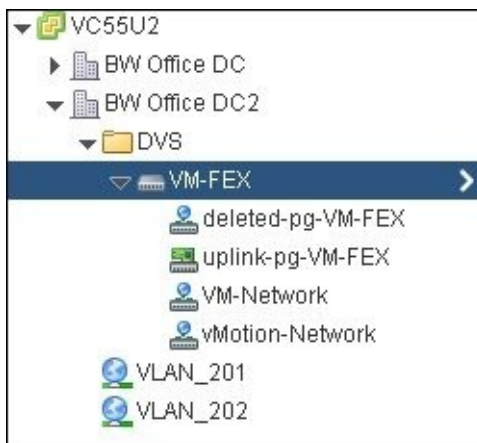 VC55U2
BW Office DC
BW Office DC2
DVS
VM-FEX
deleted-pg-VM-FEX
uplink-pg-VM-FEX
VM-Network
vMotion-Network
VLAN_201
VLAN_202